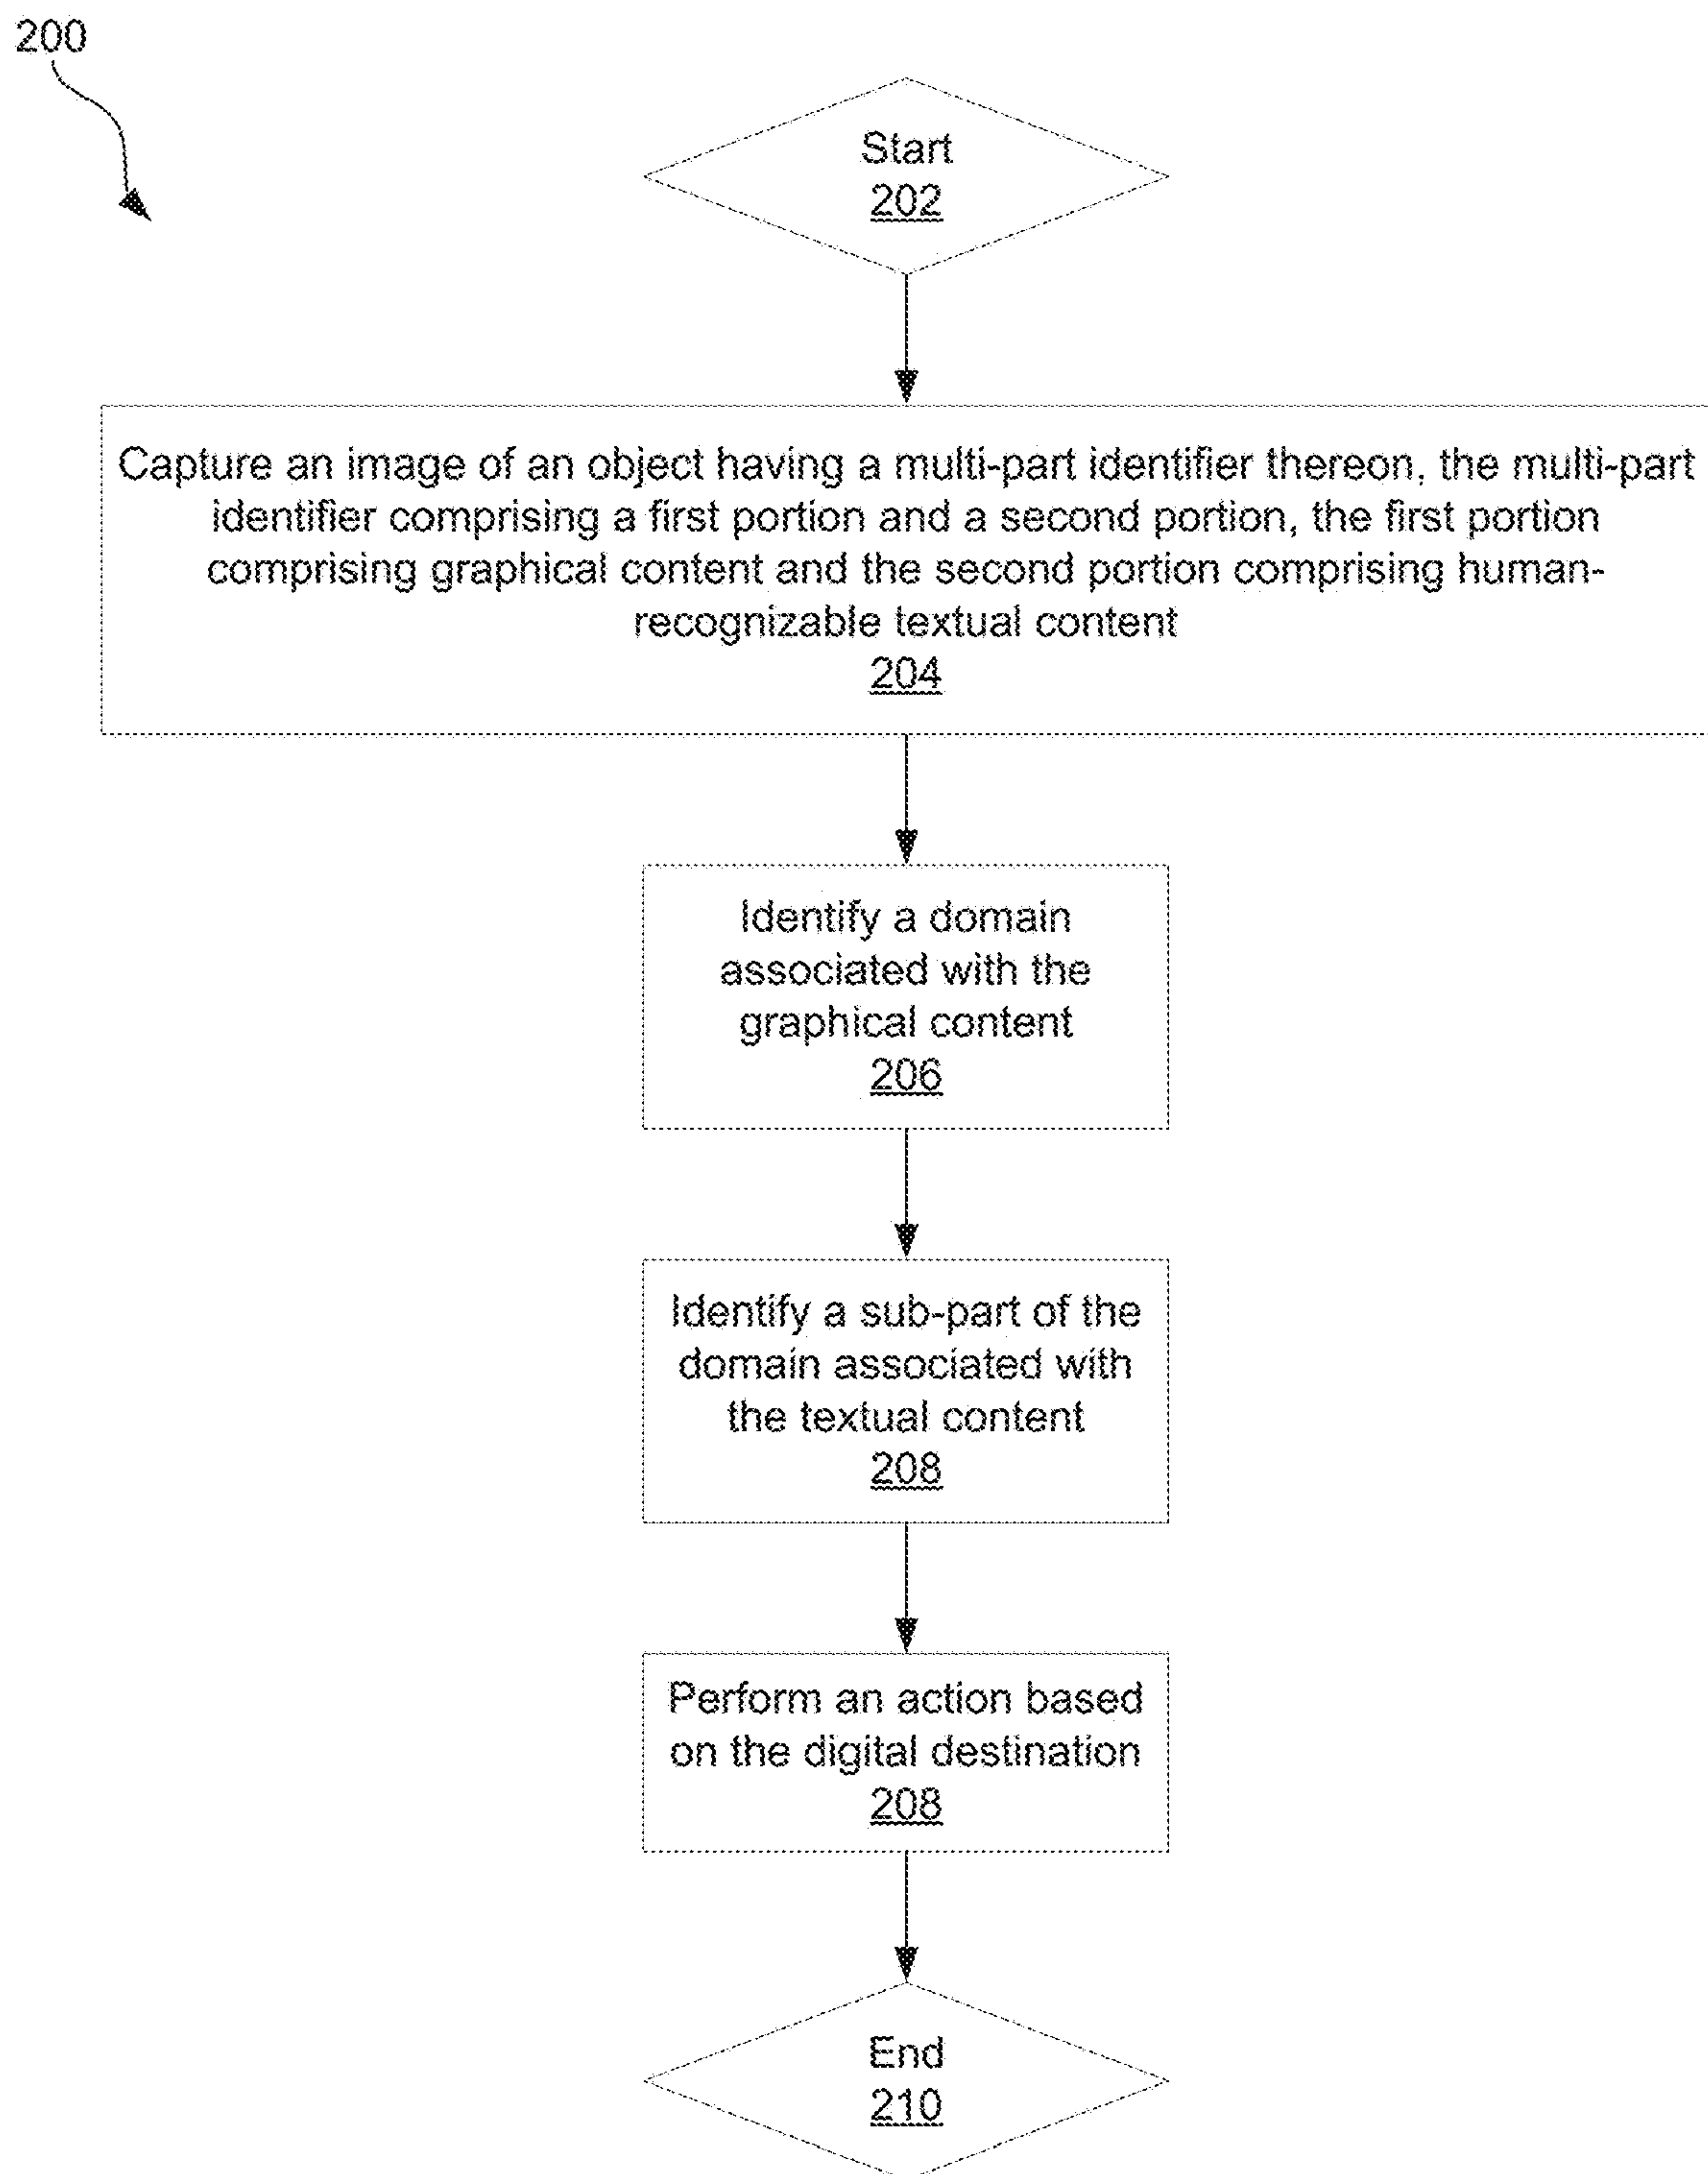 200
Start
202
Capture an image of an object having a multi-part identifier thereon, the multi-part
identifier comprising a first portion and a second portion, the first portion
comprising graphical content and the second portion comprising human-
recognizable textual content
204
Identify a domain
associated with the
graphical content
206
Identify a sub-part of the
domain associated with
the textual content
208
Perform an action based
on the digital destination
208
End
210